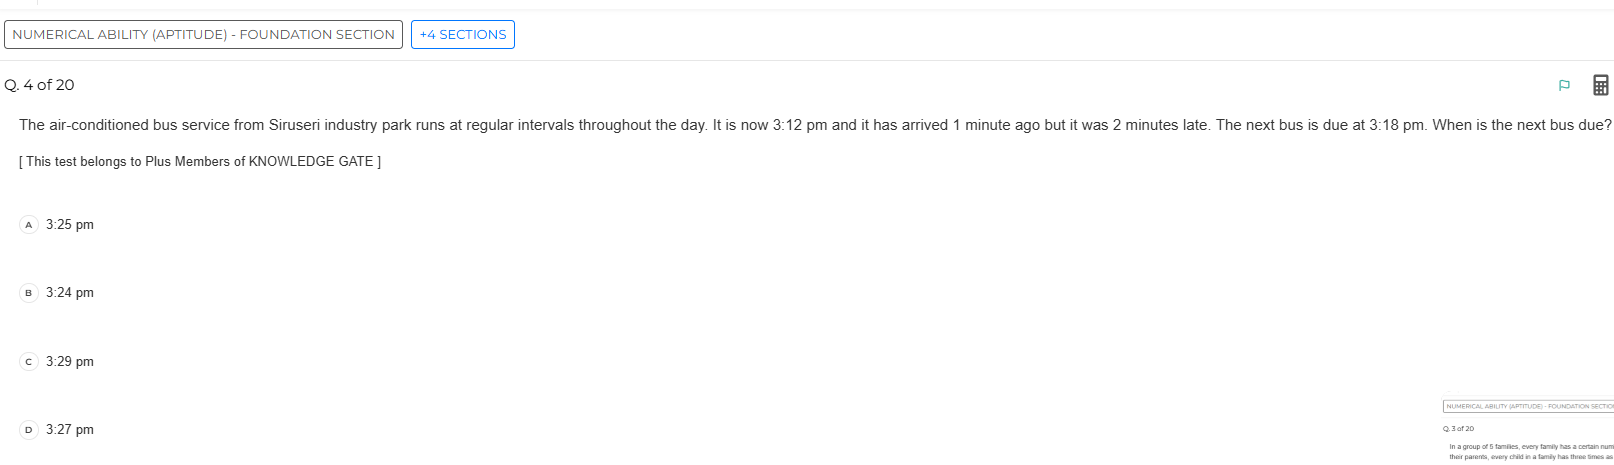 NUMERICAL ABILITY (APTITUDE) - FOUNDATION SECTION +4 SECTIONS
Q. 4 of 20
The air-conditioned bus service from Siruseri industry park runs at regular intervals throughout the day. It is now 3:12 pm and it has arrived 1 minute ago but it was 2 minutes late. The next bus is due at 3:18 pm. When is the next bus due?
[ This test belongs to Plus Members of KNOWLEDGE GATE ]
A 3:25 pm
B 3:24 pm
C 3:29 pm
D 3:27 pm
NUMERICAL ABILITY (APTITUDE) - FOUNDATION SECTIO
Q. 3 of 20
In a group of 5 families, every family has a certain num
their parents, every child in a family has three times as